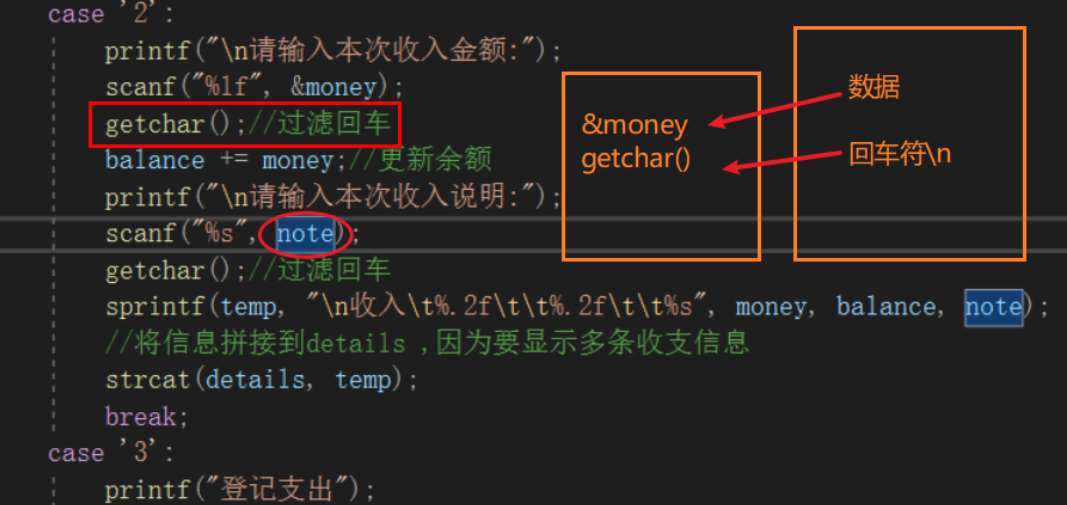 case '2':
printf("\n请输入本次收入金额:");
scanf("%lf", &money);
getchar();//过滤回车
balance += money;//更新余额
printf("\n请输入本次收入说明:");
scanf("%s", note);
getchar();//过滤回车
sprintf(temp, "\n收入\t%.2f\t\t%.2f\t\t%s", money, balance, note);
//将信息拼接到details ,因为要显示多条收支信息
strcat(details, temp);
break;
case '3':
printf("登记支出");
&money
getchar()
数据
回车符\n